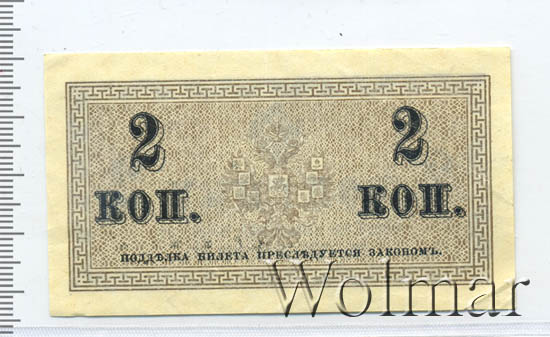 2 2
КОП. КОП.
ПОДДѢЛКА БИЛЕТА ПРЕСЛѢДУЕТСЯ ЗАКОНОМЪ.
Wolmar